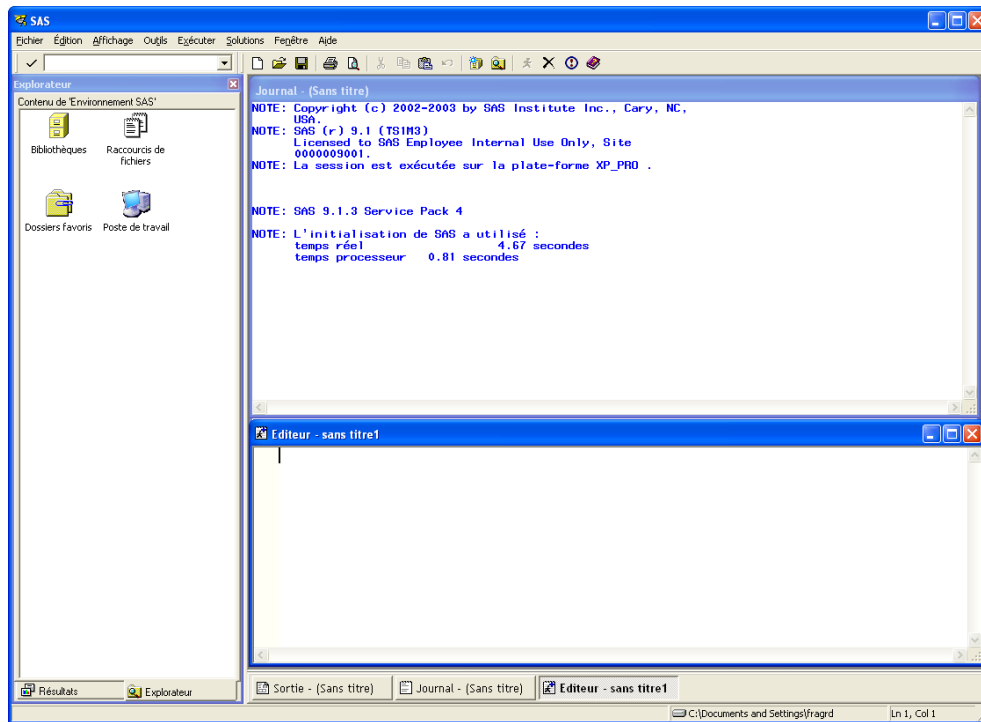 SAS
Fichier Édition Affichage Outils Exécuter Solutions Fenêtre Aide
Explorateur
Contenu de 'Environnement SAS'
Bibliothèques
Raccourcis de
fichiers
Dossiers favoris
Poste de travail
Journal - (Sans titre)
NOTE: Copyright (c) 2002-2003 by SAS Institute Inc., Cary, NC,
USA.
NOTE: SAS (r) 9.1 (TS1M3)
Licensed to SAS Employee Internal Use Only, Site
0000009001.
NOTE: La session est exécutée sur la plate-forme XP_PRO .
NOTE: SAS 9.1.3 Service Pack 4
NOTE: L'initialisation de SAS a utilisé :
temps réel 4.67 secondes
temps processeur 0.81 secondes
Editeur - sans titre1
Résultats
Explorateur
Sortie - (Sans titre)
Journal - (Sans titre)
Editeur - sans titre1
C:\Documents and Settings\fragrd
Ln 1, Col 1